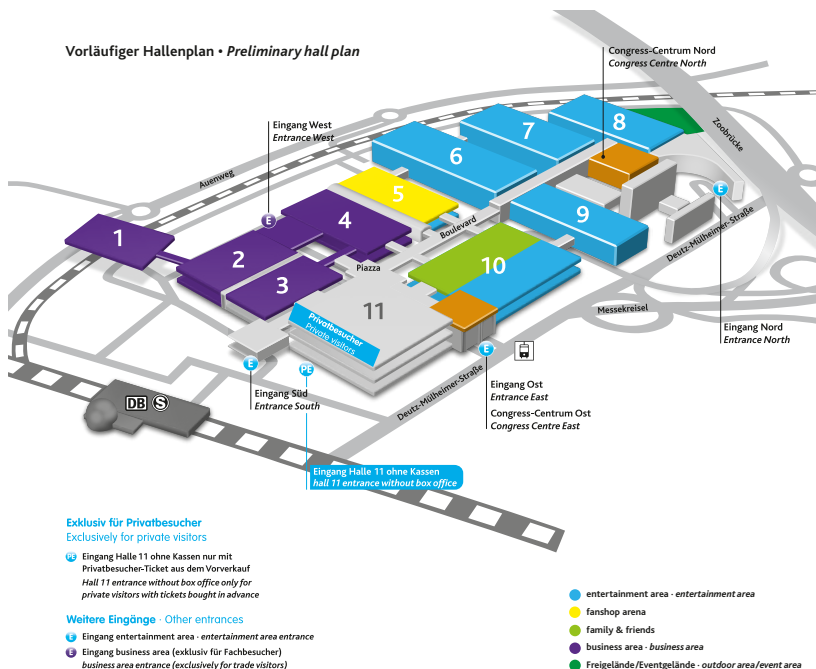 Vorläufiger Hallenplan • Preliminary hall plan
Congress-Centrum Nord
Congress Centre North
Eingang West
Entrance West
Auenweg
Zoobrücke
8
7
6
5
4
E
E
1
2
3
9
10
11
Boulevard
Piazza
Deutz-Mülheimer-Straße
Messekreisel
Privatbesucher
Private visitors
Eingang Nord
Entrance North
E
PE
E
Eingang Süd
Entrance South
Deutz-Mülheimer-Straße
Eingang Ost
Entrance East
Congress-Centrum Ost
Congress Centre East
DB
S
Eingang Halle 11 ohne Kassen
hall 11 entrance without box office
Exklusiv für Privatbesucher
Exclusively for private visitors
PE Eingang Halle 11 ohne Kassen nur mit
Privatbesucher-Ticket aus dem Vorverkauf
Hall 11 entrance without box office only for
private visitors with tickets bought in advance
Weitere Eingänge · Other entrances
E Eingang entertainment area · entertainment area entrance
E Eingang business area (exklusiv für Fachbesucher)
business area entrance (exclusively for trade visitors)
entertainment area · entertainment area
fanshop arena
family & friends
business area · business area
Freigelände/Eventgelände · outdoor area/event area